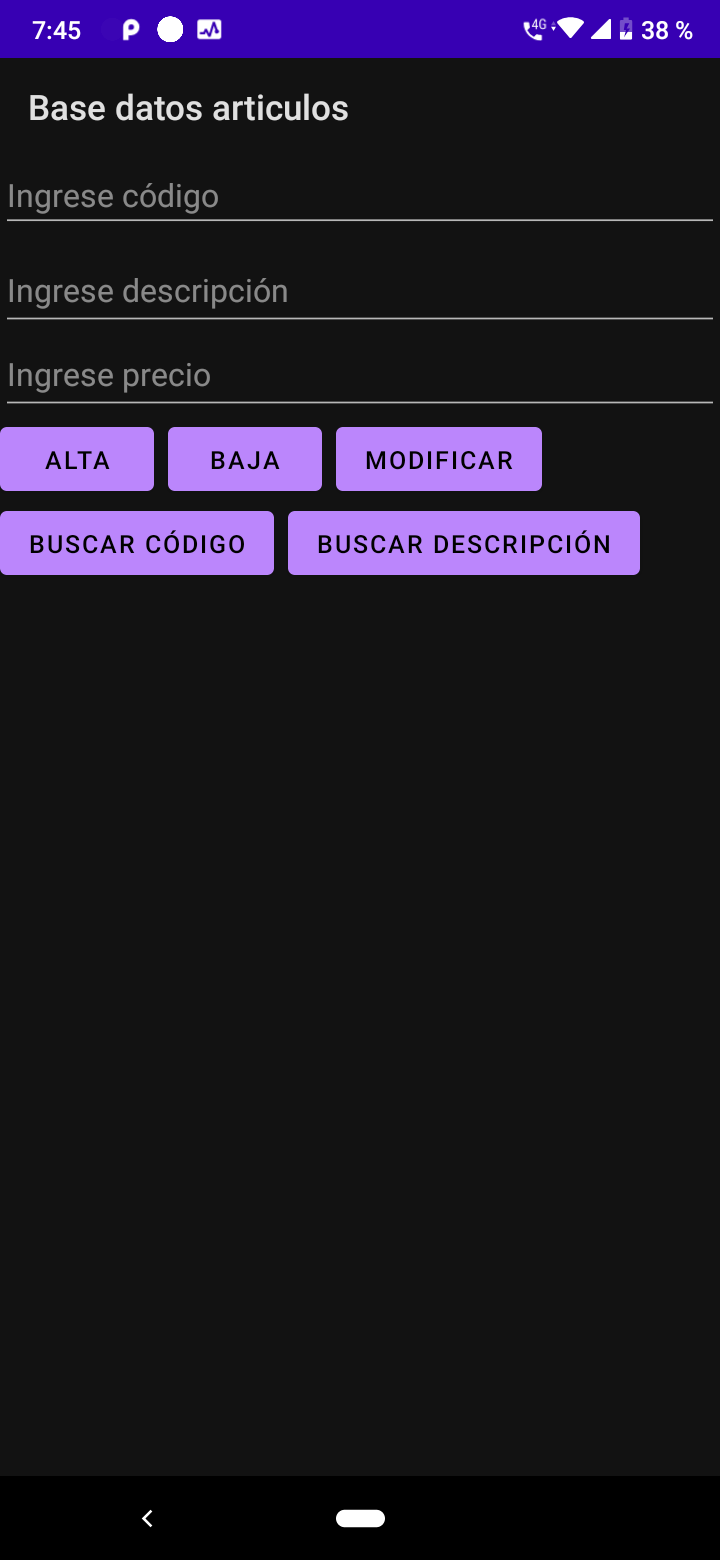 7:45 4G 38 %
Base datos articulos
Ingrese código
Ingrese descripción
Ingrese precio
ALTA BAJA MODIFICAR
BUSCAR CÓDIGO BUSCAR DESCRIPCIÓN